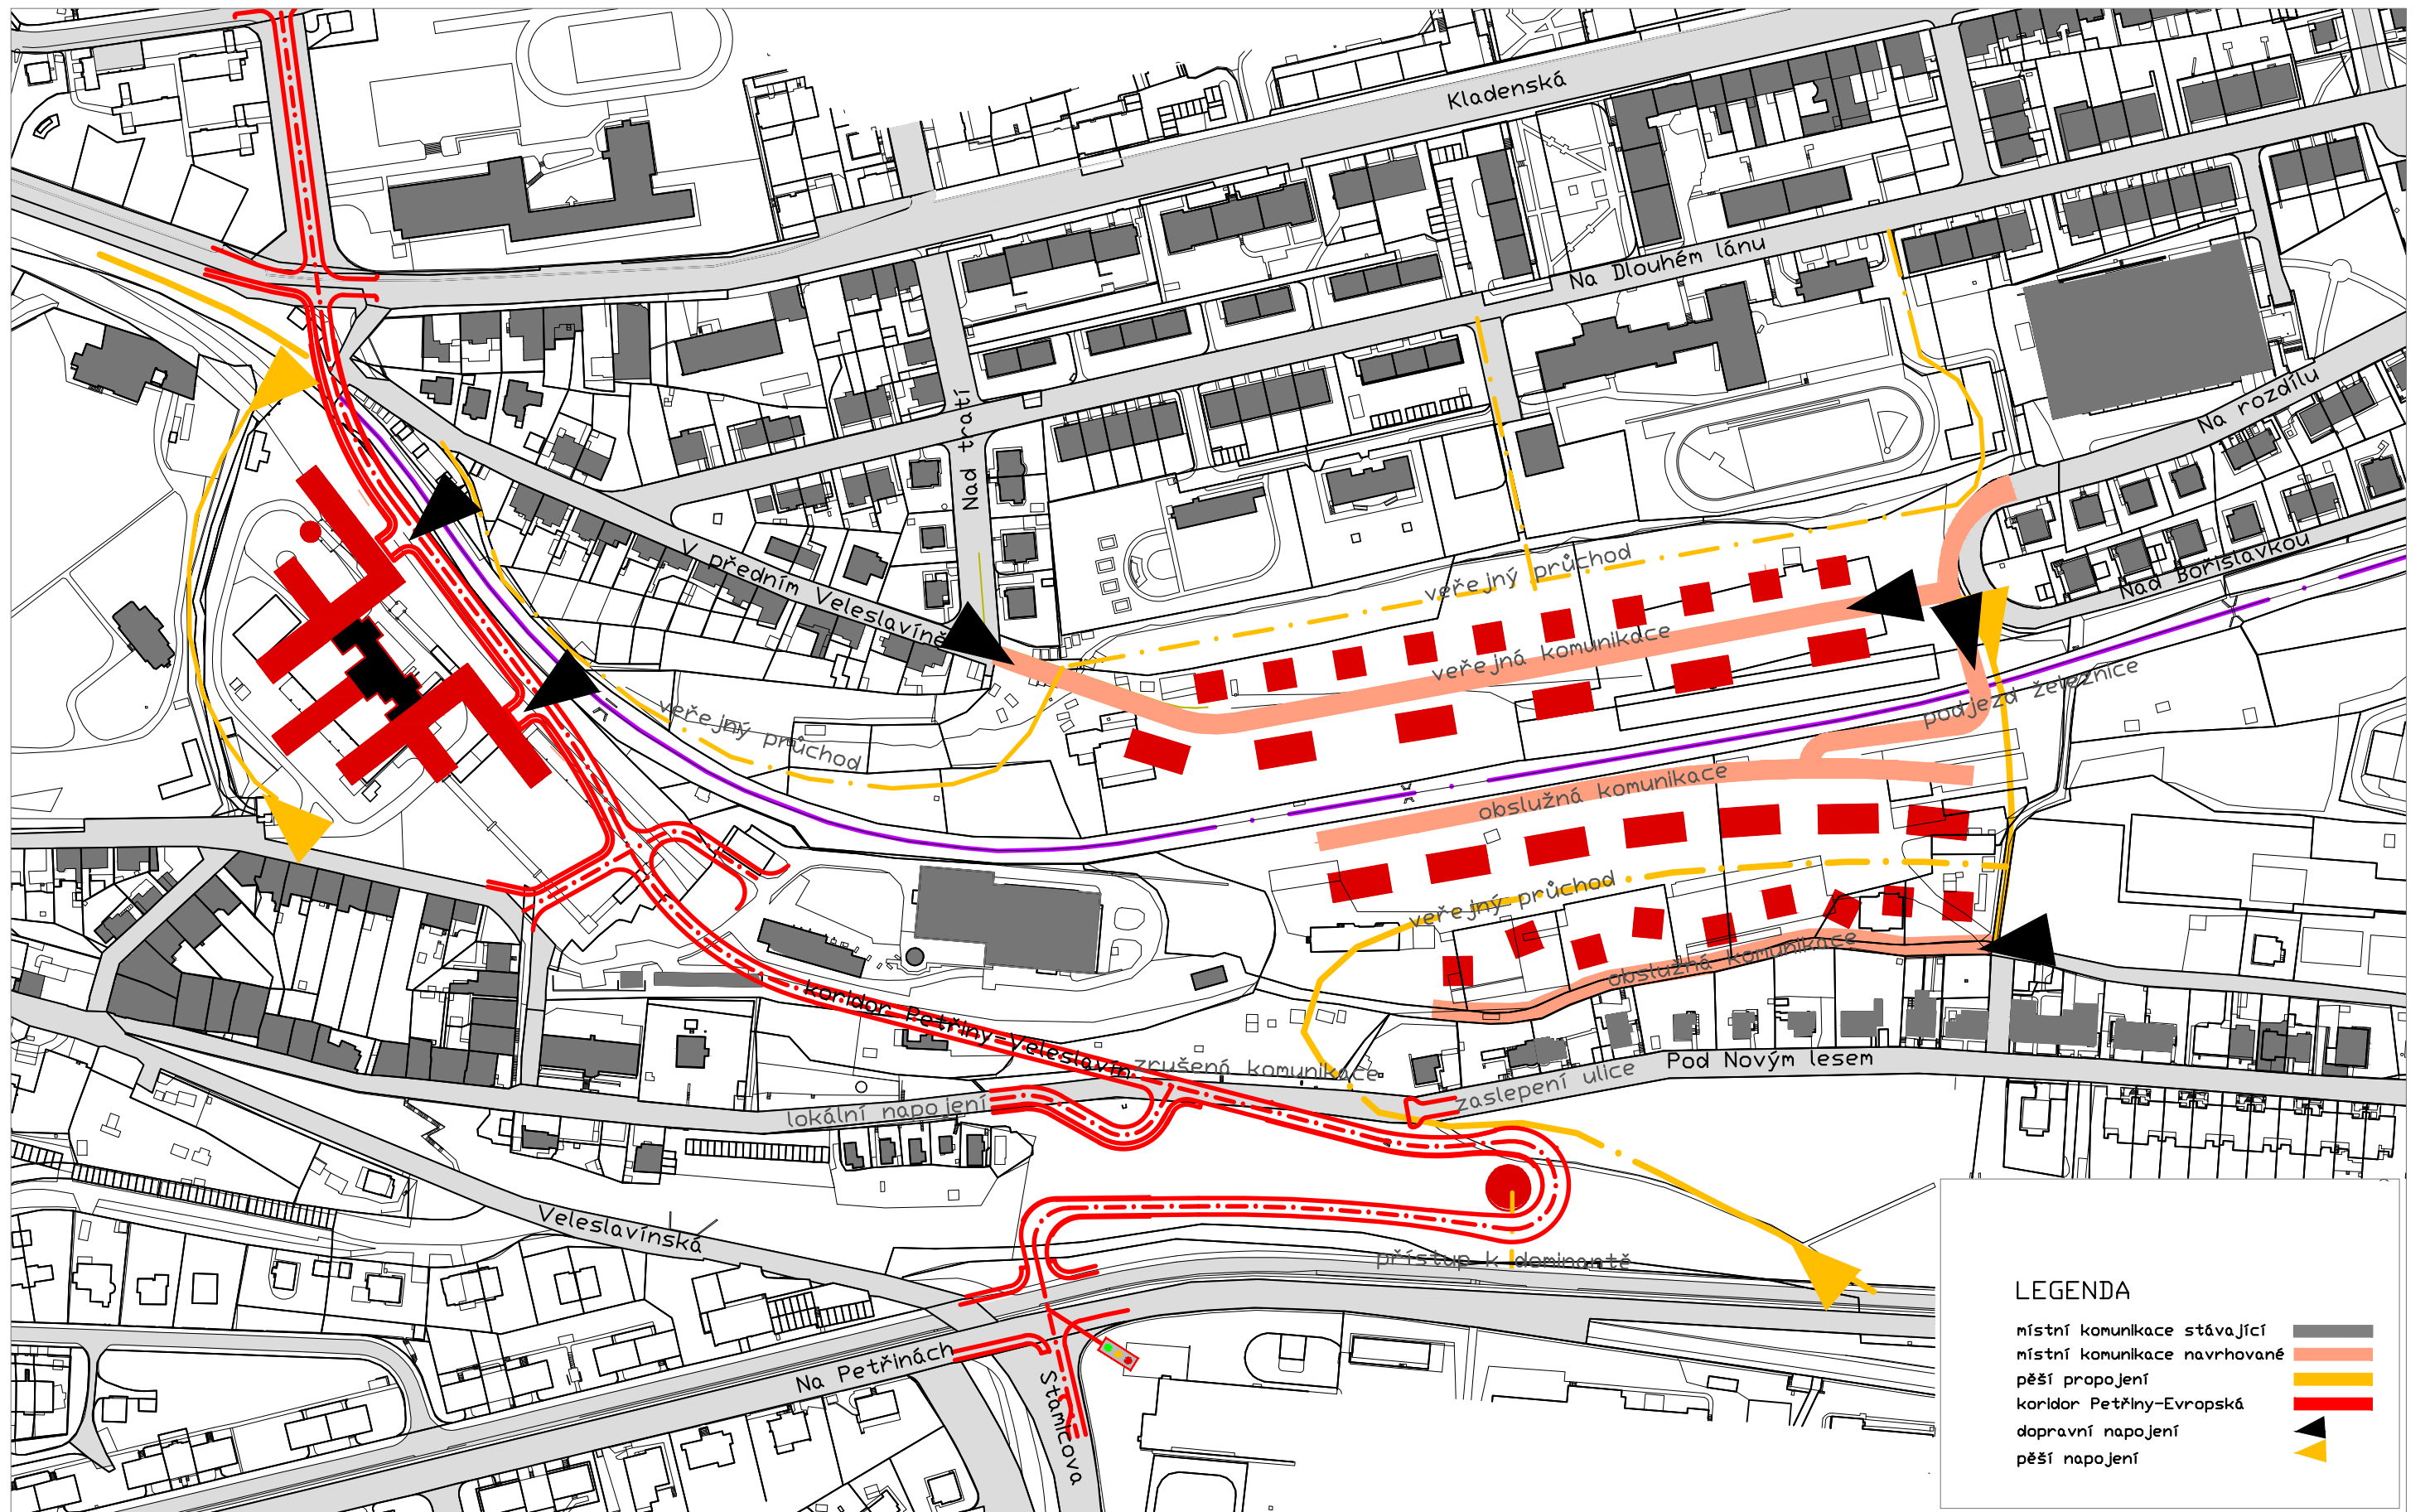 Kladenská
Na Dlouhém lánu
Na rozdílu
Nad tratí
V předním Veleslavíně
Nad Bořislavkou
veřejný průchod
veřejná komunikace
podjezd železnice
veřejný průchod
obslužná komunikace
veřejný průchod
obslužná komunikace
koridor Petřiny-Veleslavín
zrušená komunikace
Pod Novým lesem
zaslepení ulice
lokální napojení
Veleslavínská
přístup k dominantě
Na Petřinách
Stamicova
LEGENDA
místní komunikace stávající
místní komunikace navrhované
pěší propojení
koridor Petřiny-Evropská
dopravní napojení
pěší napojení